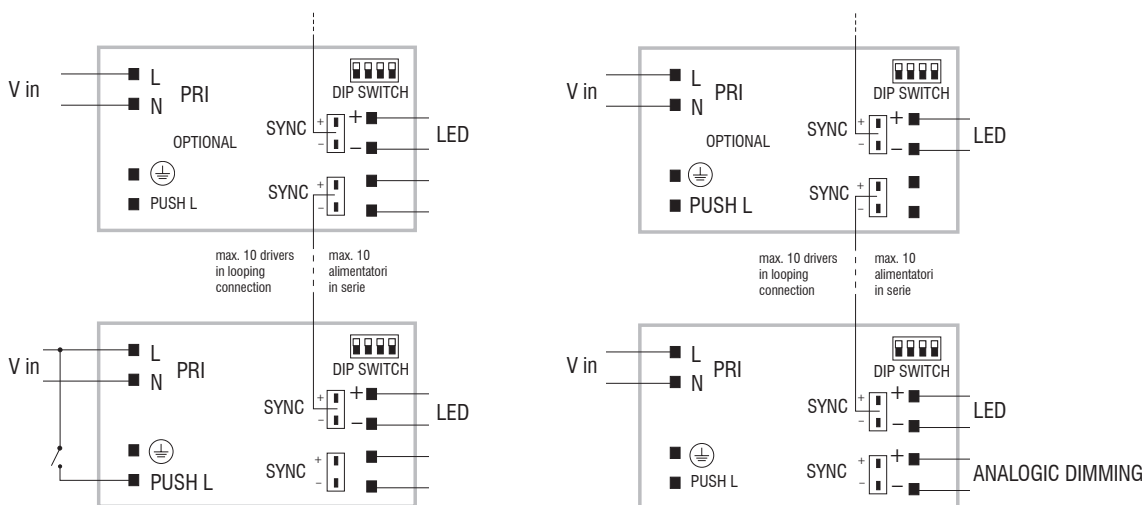 DIP SWITCH
V in
L
N
PRI
SYNC
+
-
+
-
LED
OPTIONAL
PUSH L
SYNC
+
-
max. 10 drivers
in looping
connection
max. 10
alimentatori
in serie
V in
L
N
PRI
DIP SWITCH
SYNC
+
-
+
-
LED
PUSH L
SYNC
+
-
V in
L
N
PRI
DIP SWITCH
SYNC
+
-
+
-
LED
OPTIONAL
PUSH L
SYNC
+
-
max. 10 drivers
in looping
connection
max. 10
alimentatori
in serie
V in
L
N
PRI
DIP SWITCH
SYNC
+
-
+
-
LED
PUSH L
SYNC
+
-
+
-
ANALOGIC DIMMING